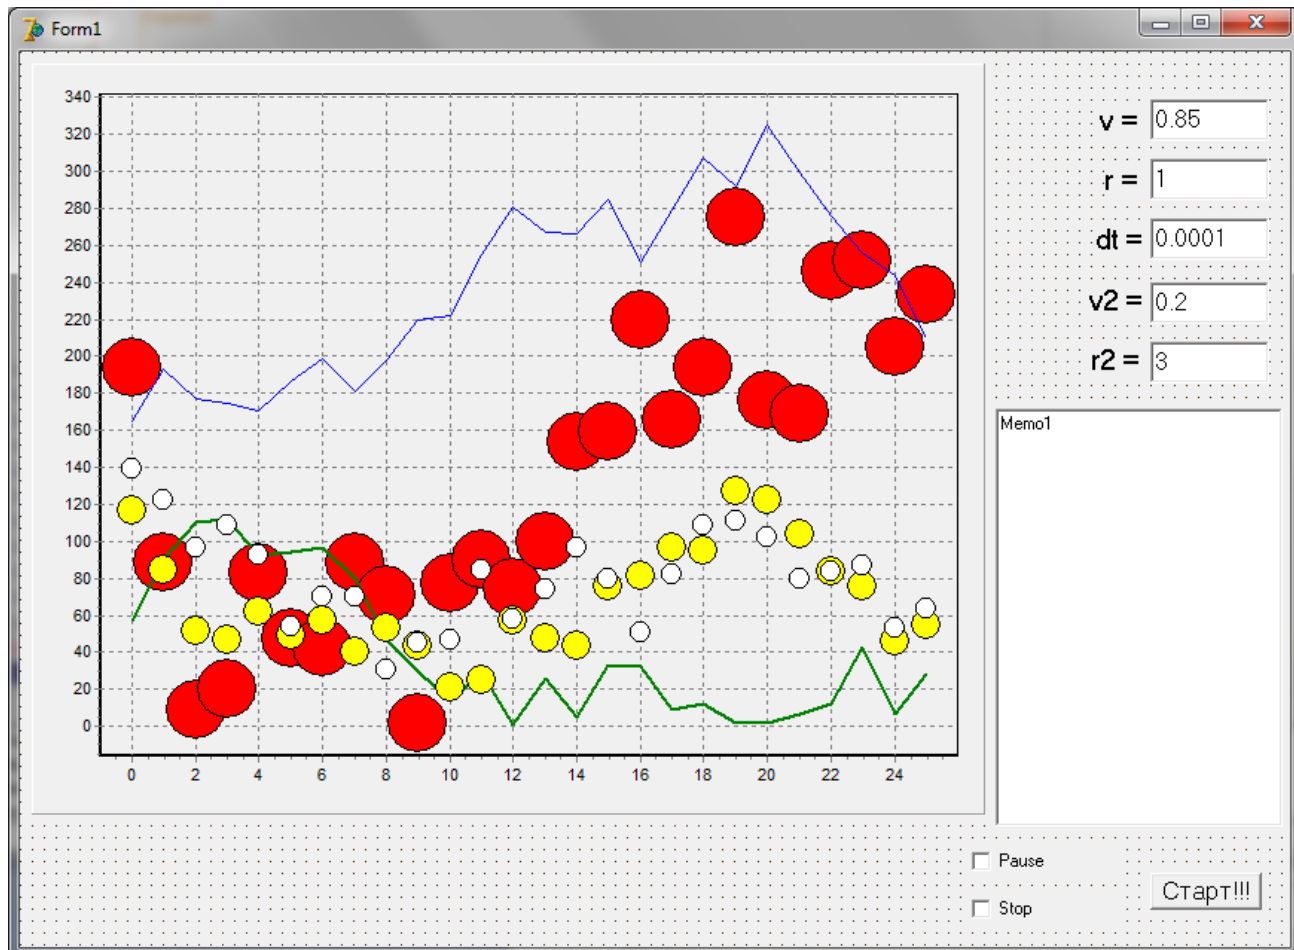 Form1
340
320
300
280
260
240
220
200
180
160
140
120
100
80
60
40
20
0
0 2 4 6 8 10 12 14 16 18 20 22 24
v = 0.85
r = 1
dt = 0.0001
v2 = 0.2
r2 = 3
Memo1
Pause
Stop
Старт!!!